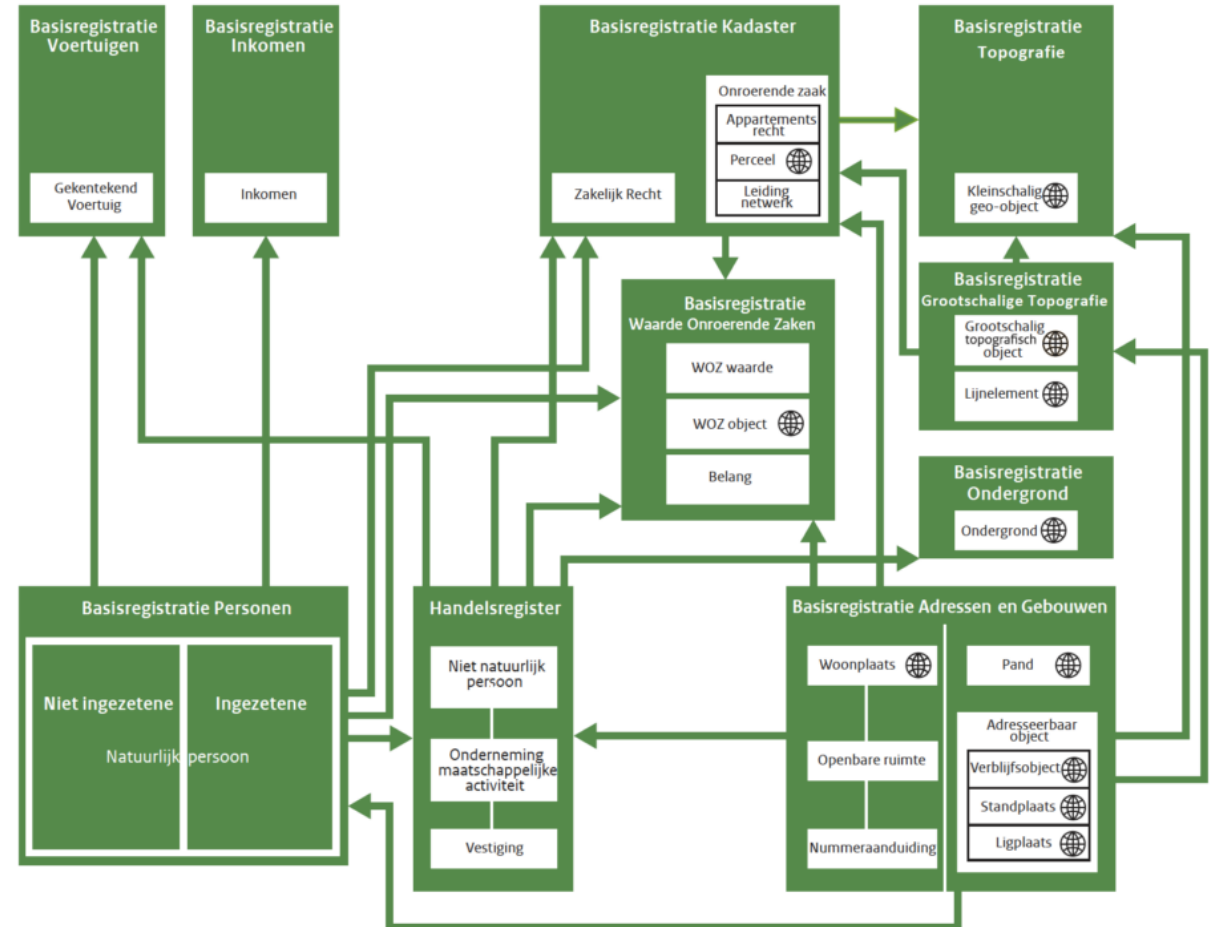 Basisregistratie
Voertuigen
Gekentekend
Voertuig
Basisregistratie
Inkomen
Inkomen
Basisregistratie Kadaster
Zakelijk Recht
Onroerende zaak
Appartements
recht
Perceel
Leiding
netwerk
Basisregistratie
Topografie
Kleinschalig
geo-object
Basisregistratie
Waarde Onroerende Zaken
WOZ waarde
WOZ object
Belang
Basisregistratie
Grootschalige Topografie
Grootschalig
topografisch
object
Lijnelement
Basisregistratie
Ondergrond
Ondergrond
Basisregistratie Personen
Niet ingezetene
Ingezetene
Natuurlijk persoon
Handelsregister
Niet natuurlijk
persoon
Onderneming
maatschappelijke
activiteit
Vestiging
Basisregistratie Adressen en Gebouwen
Woonplaats
Openbare ruimte
Nummeraanduiding
Pand
Adresseerbaar
object
Verblijfsobject
Standplaats
Ligplaats